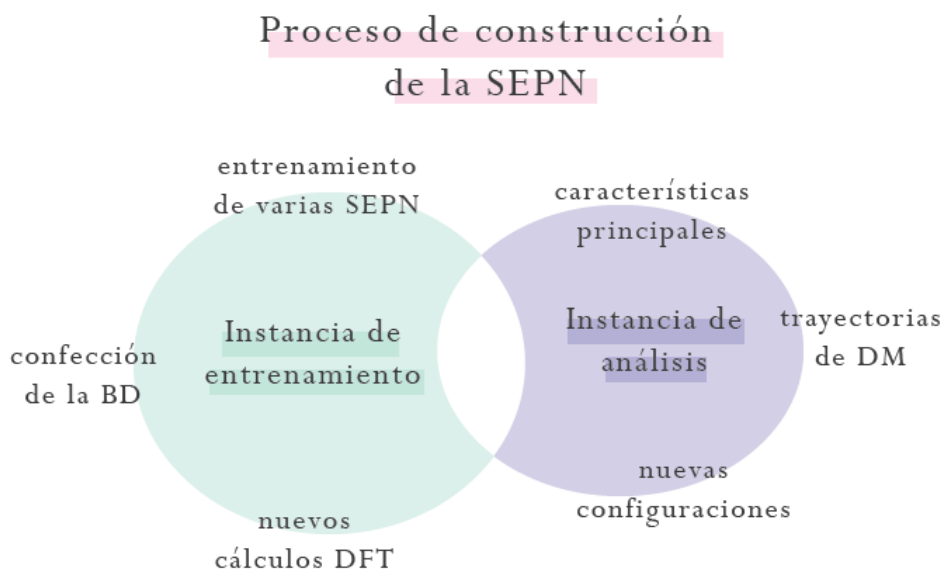 Proceso de construcción
de la SEPN
entrenamiento
de varias SEPN
características
principales
Instancia de
entrenamiento
Instancia de
análisis
trayectorias
de DM
confección
de la BD
nuevas
configuraciones
nuevos
cálculos DFT